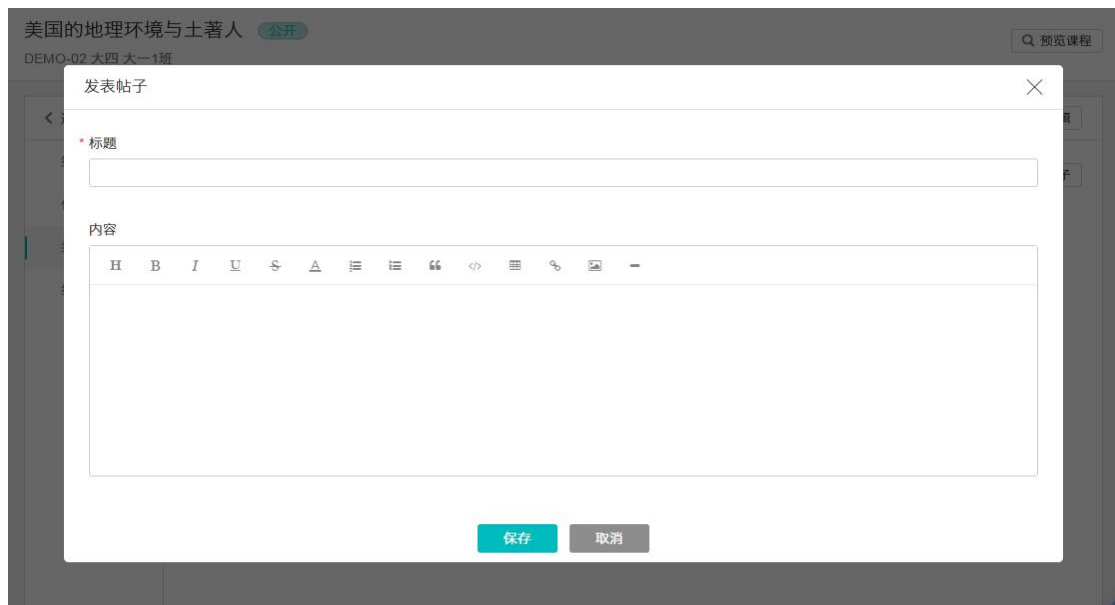 美国的地理环境与土著人 公开
DEMO-02 大四 大一1班
预览课程
发表帖子
* 标题
内容
H B I U S A
保存 取消